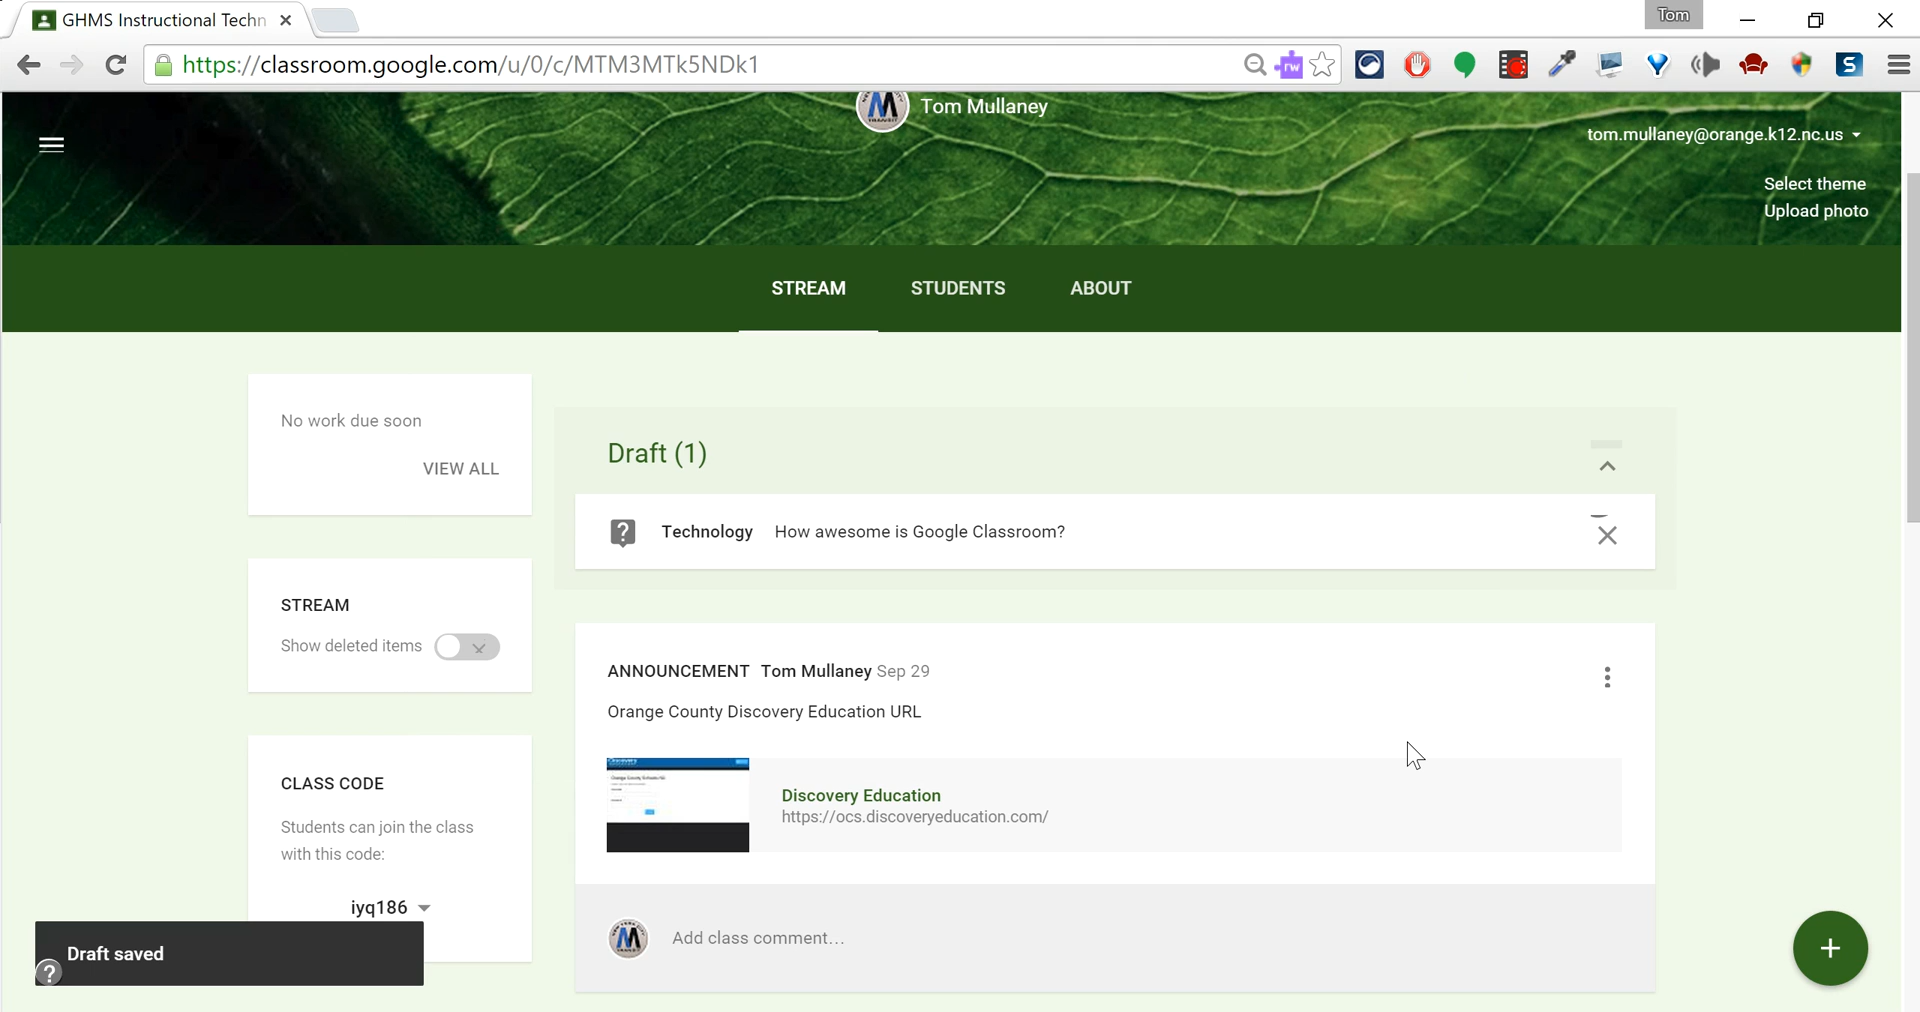 GHMS Instructional Techn
Tom
https://classroom.google.com/u/0/c/MTM3MTk5NDk1
rw
S
Tom Mullaney
tom.mullaney@orange.k12.nc.us
Select theme
Upload photo
STREAM STUDENTS ABOUT
No work due soon
VIEW ALL
Draft (1)
Technology How awesome is Google Classroom?
STREAM
Show deleted items
ANNOUNCEMENT Tom Mullaney Sep 29
Orange County Discovery Education URL
Discovery Education
https://ocs.discoveryeducation.com/
CLASS CODE
Students can join the class
with this code:
iyq186
Add class comment...
Draft saved
?
+